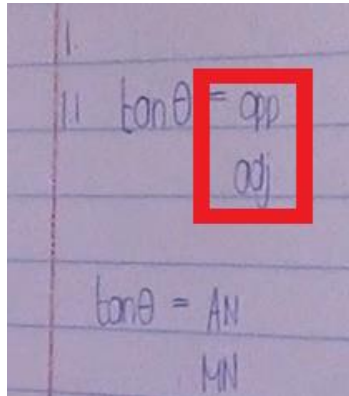 1.
1.1 tanθ = opp
adj
tanθ = AN
MN